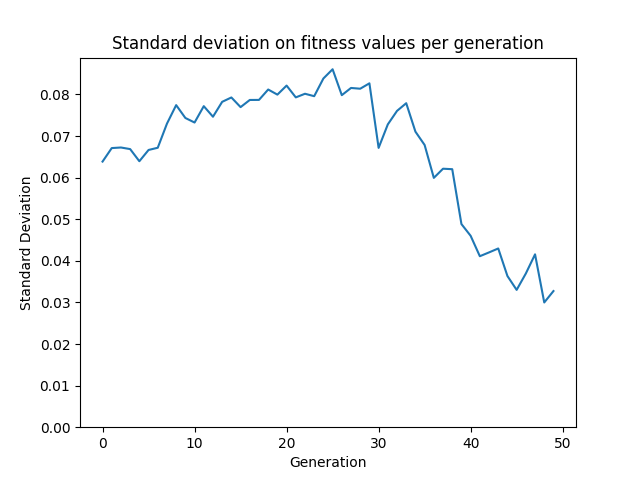 Standard deviation on fitness values per generation
0.08
0.07
0.06
0.05
0.04
0.03
0.02
0.01
0.00
Standard Deviation
0 10 20 30 40 50
Generation